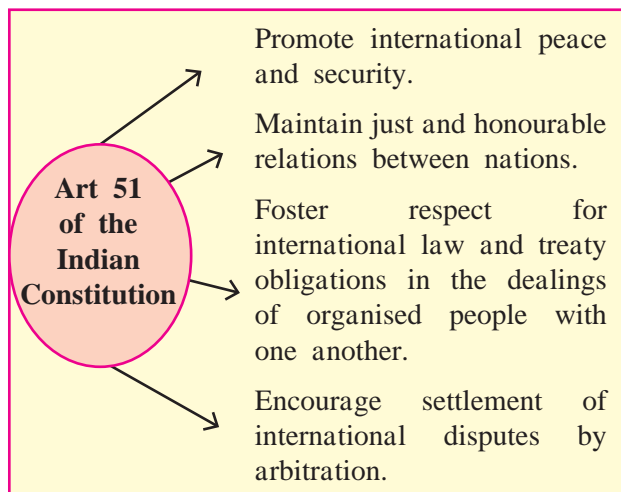 Art 51
of the
Indian
Constitution
Promote international peace
and security.
Maintain just and honourable
relations between nations.
Foster respect for
international law and treaty
obligations in the dealings
of organised people with
one another.
Encourage settlement of
international disputes by
arbitration.